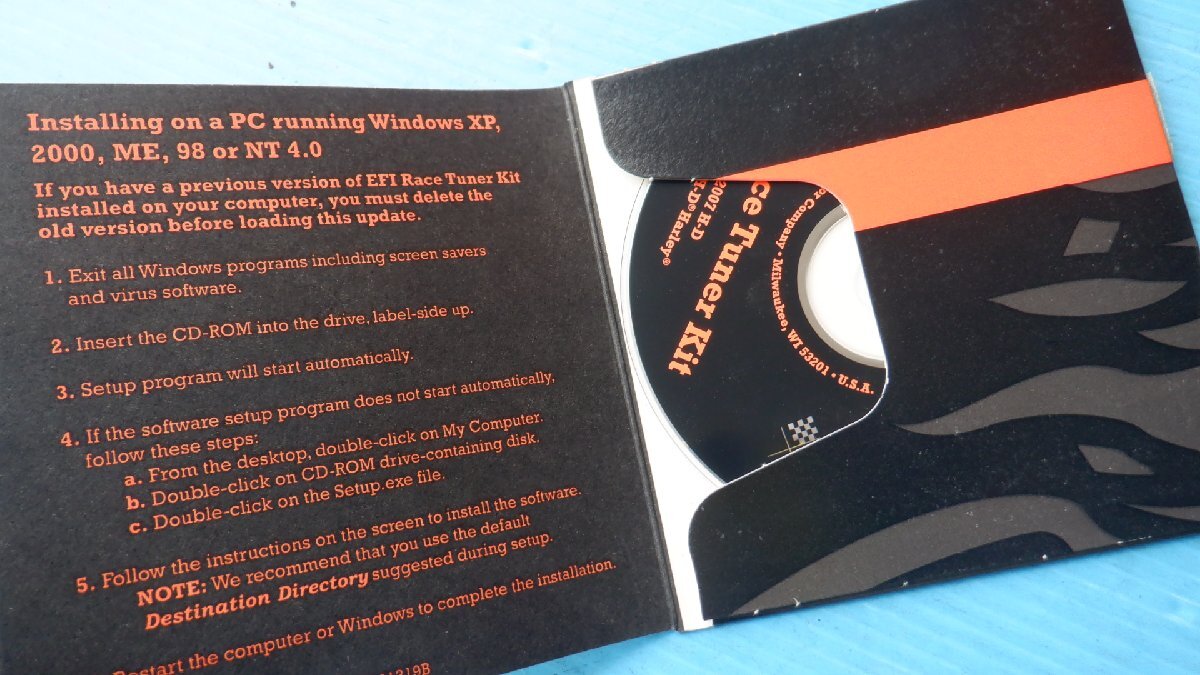 Installing on a PC running Windows XP,
2000, ME, 98 or NT 4.0
If you have a previous version of EFI Race Tuner Kit
installed on your computer, you must delete the
old version before loading this update.
1. Exit all Windows programs including screen savers
and virus software.
2. Insert the CD-ROM into the drive, label-side up.
3. Setup program will start automatically.
4. If the software setup program does not start automatically,
follow these steps:
a. From the desktop, double-click on My Computer.
b. Double-click on CD-ROM drive-containing disk.
c. Double-click on the Setup.exe file.
5. Follow the instructions on the screen to install the software.
NOTE: We recommend that you use the default
Destination Directory suggested during setup.
Restart the computer or Windows to complete the installation.
Tuner Kit
2007 H-D
H-D® Harley®
Company • Milwaukee, WI 53201 • U.S.A.